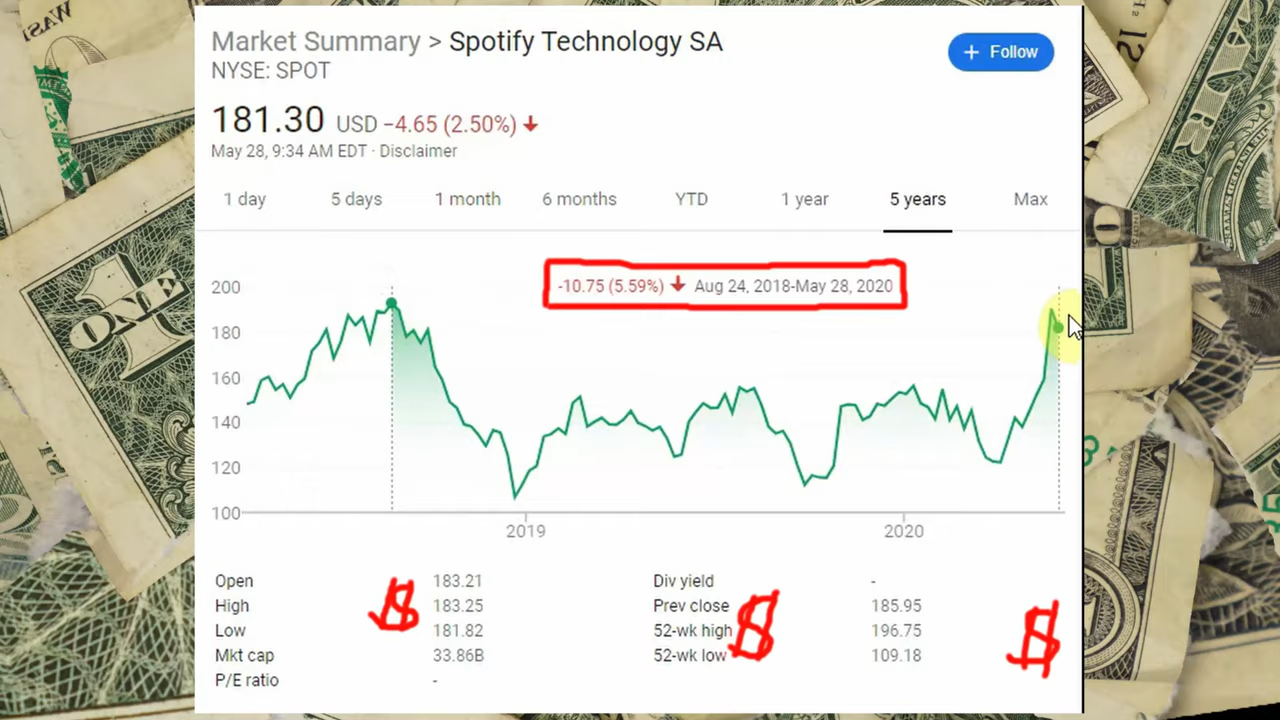 Market Summary > Spotify Technology SA
+ Follow
NYSE: SPOT
181.30 USD −4.65 (2.50%) ↓
May 28, 9:34 AM EDT · Disclaimer
1 day 5 days 1 month 6 months YTD 1 year 5 years Max
-10.75 (5.59%) ↓ Aug 24, 2018-May 28, 2020
200
180
160
140
120
100
2019 2020
Open 183.21 Div yield -
High 183.25 Prev close 185.95
Low 181.82 52-wk high 196.75
Mkt cap 33.86B 52-wk low 109.18
P/E ratio -
$ $ $
ONE
1